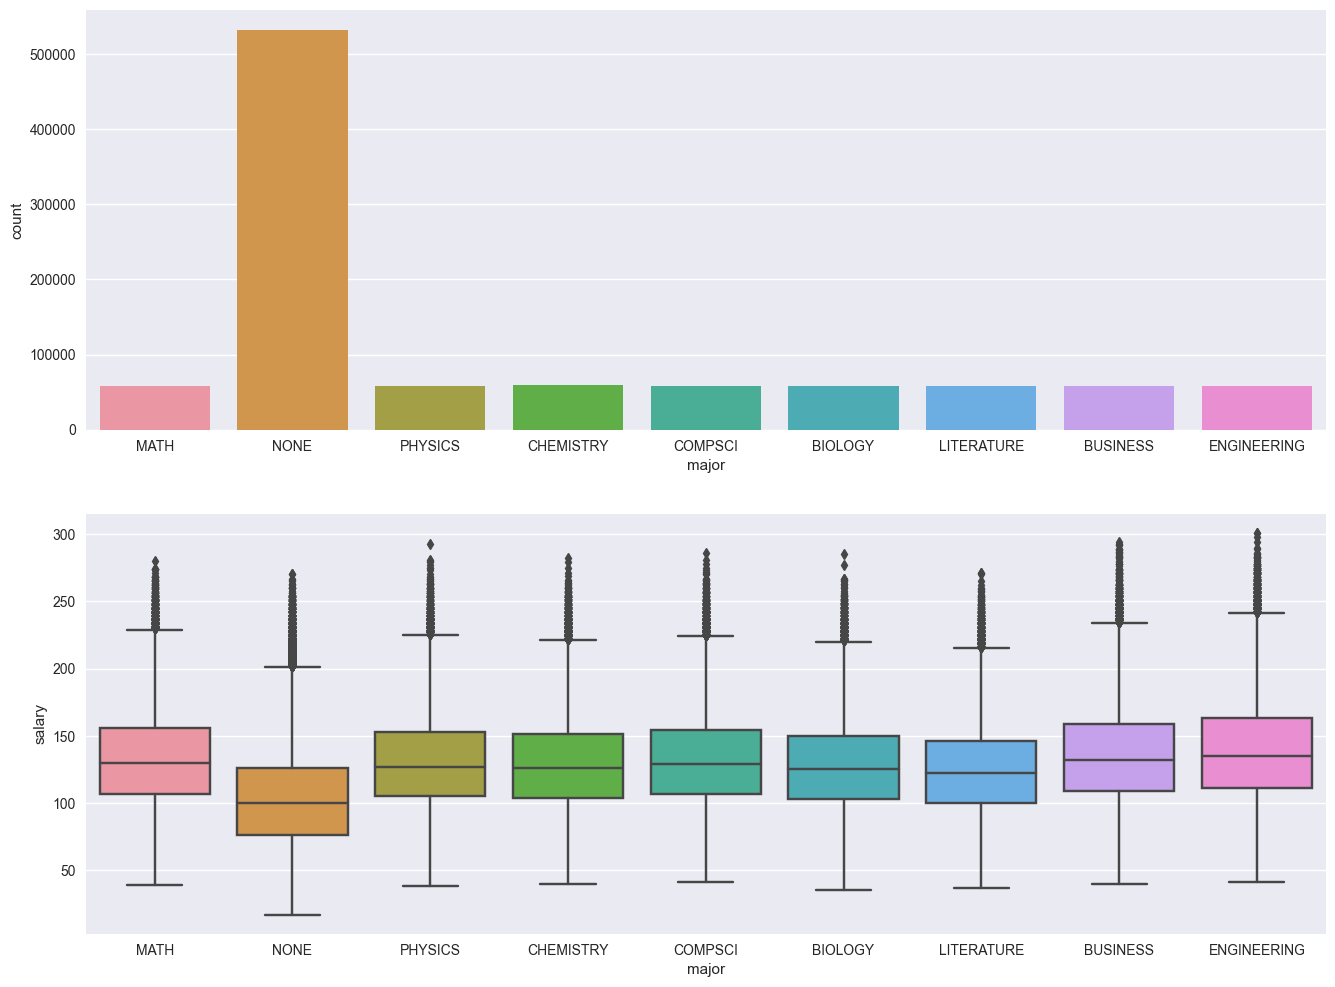 500000
400000
300000
200000
100000
0
count
MATH NONE PHYSICS CHEMISTRY COMPSCI BIOLOGY LITERATURE BUSINESS ENGINEERING
major
300
250
200
150
100
50
salary
MATH NONE PHYSICS CHEMISTRY COMPSCI BIOLOGY LITERATURE BUSINESS ENGINEERING
major